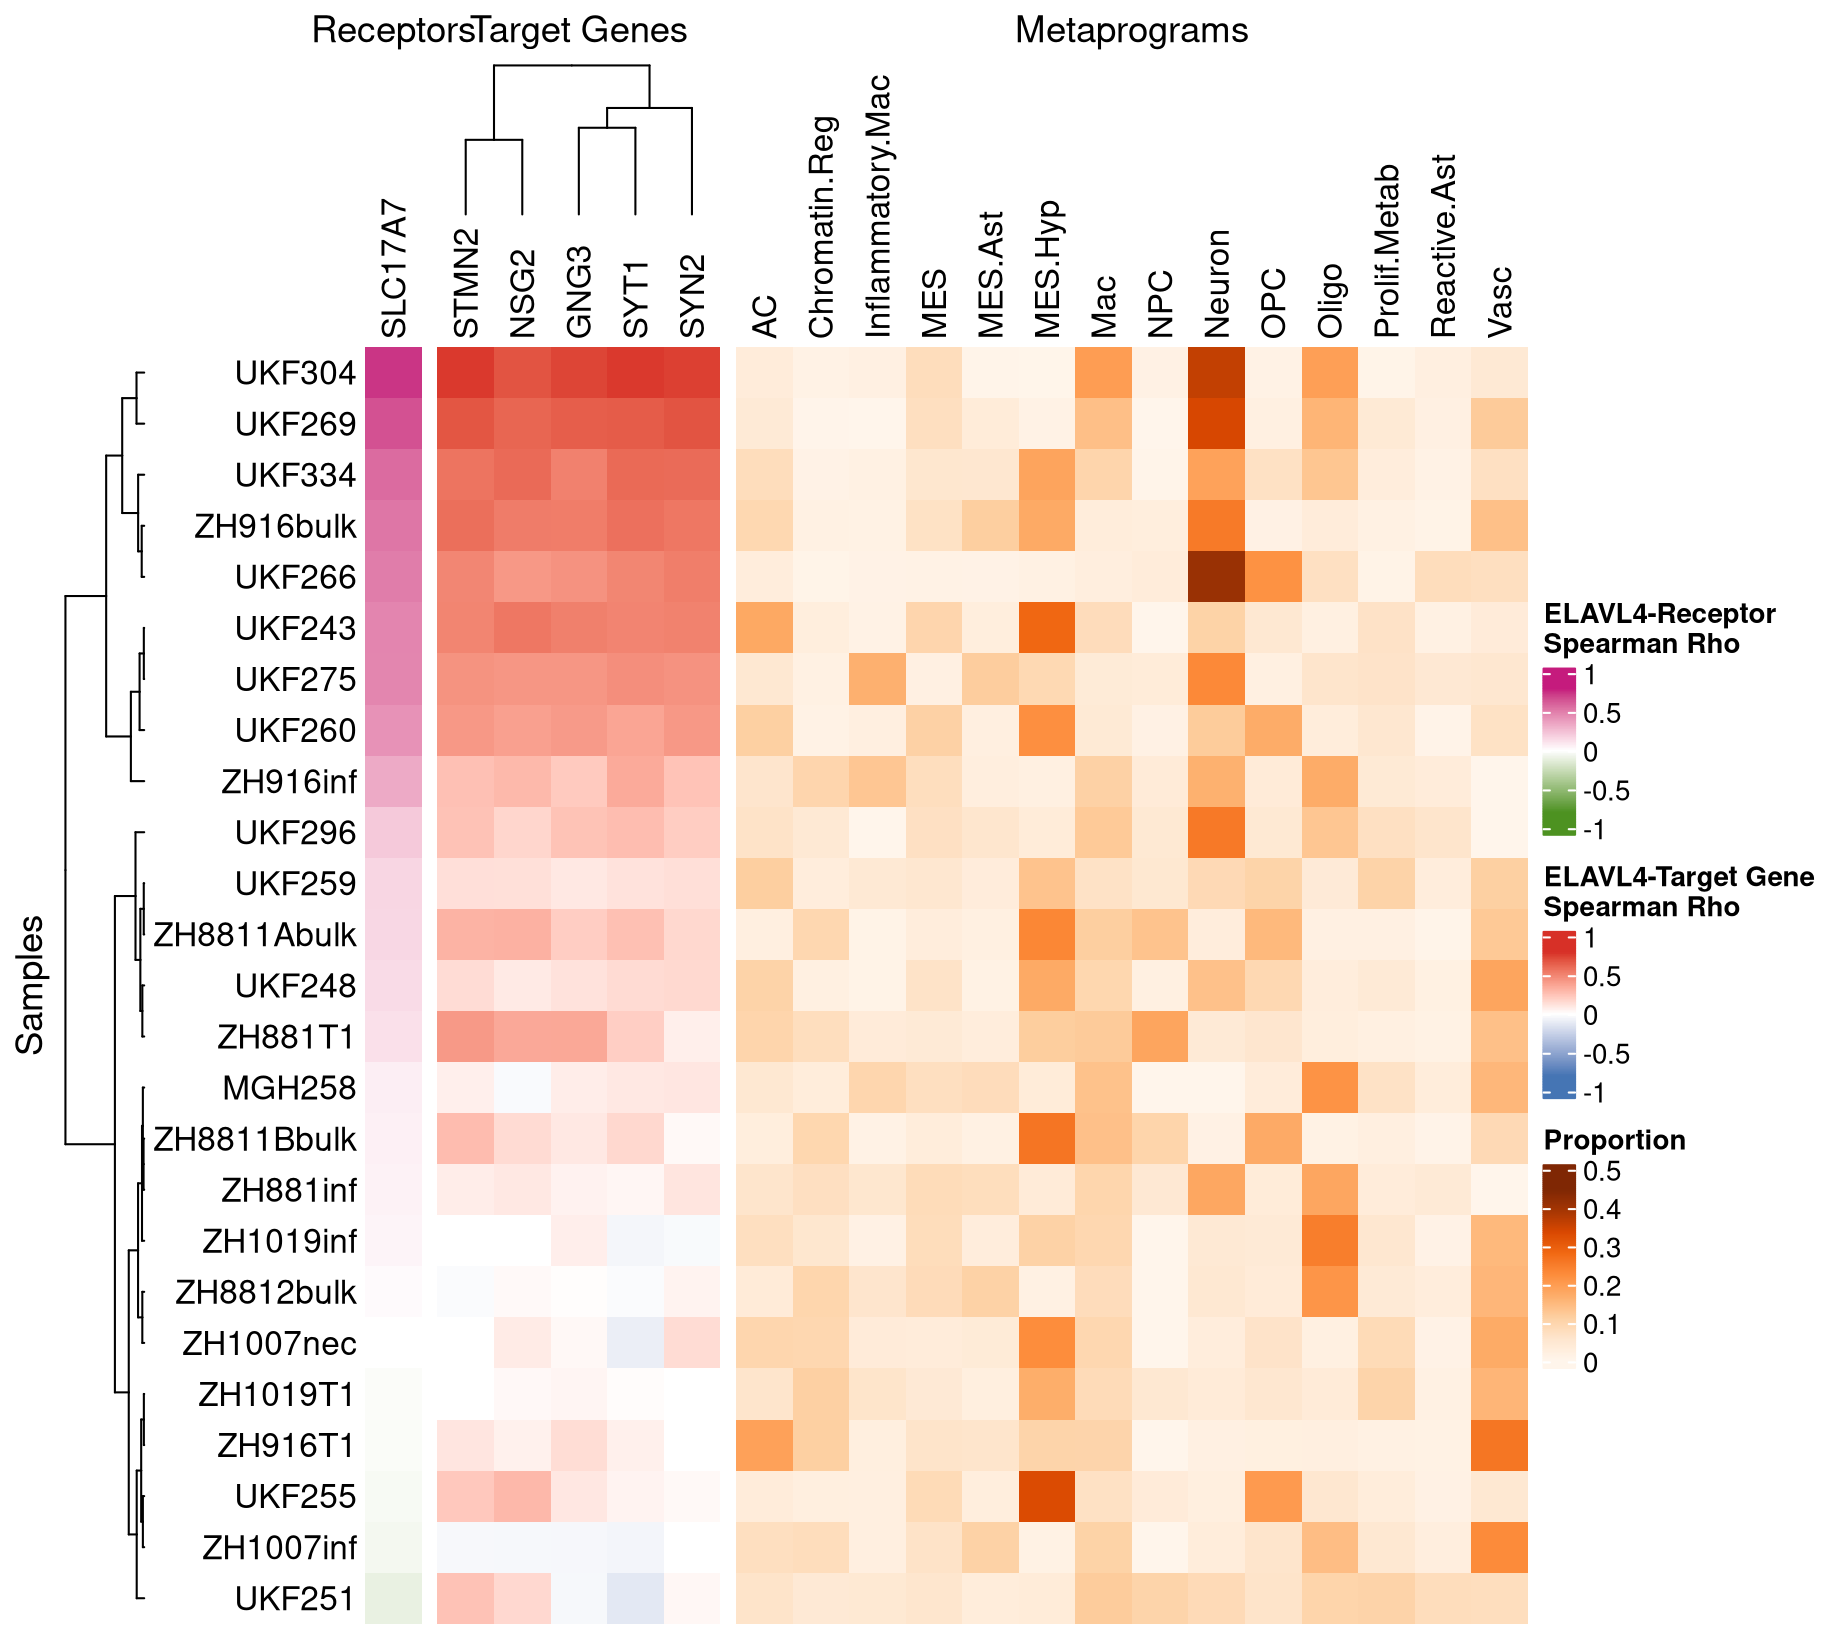 Receptors Target Genes Metaprograms
SLC17A7
STMN2
NSG2
GNG3
SYT1
SYN2
AC
Chromatin.Reg
Inflammatory.Mac
MES
MES.Ast
MES.Hyp
Mac
NPC
Neuron
OPC
Oligo
Prolif.Metab
Reactive.Ast
Vasc
Samples
UKF304
UKF269
UKF334
ZH916bulk
UKF266
UKF243
UKF275
UKF260
ZH916inf
UKF296
UKF259
ZH8811Abulk
UKF248
ZH881T1
MGH258
ZH8811Bbulk
ZH881inf
ZH1019inf
ZH8812bulk
ZH1007nec
ZH1019T1
ZH916T1
UKF255
ZH1007inf
UKF251
ELAVL4-Receptor
Spearman Rho
1
0.5
0
-0.5
-1
ELAVL4-Target Gene
Spearman Rho
1
0.5
0
-0.5
-1
Proportion
0.5
0.4
0.3
0.2
0.1
0